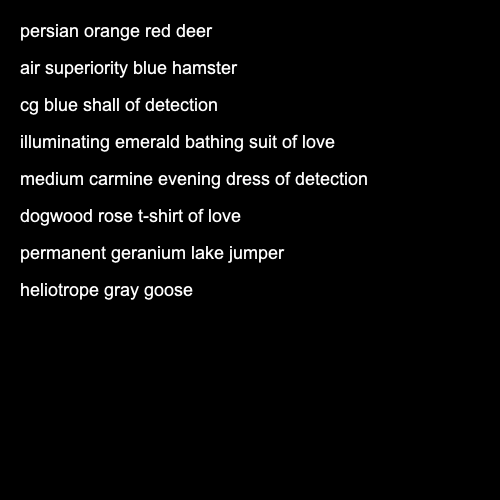 persian orange red deer
air superiority blue hamster
cg blue shall of detection
illuminating emerald bathing suit of love
medium carmine evening dress of detection
dogwood rose t-shirt of love
permanent geranium lake jumper
heliotrope gray goose